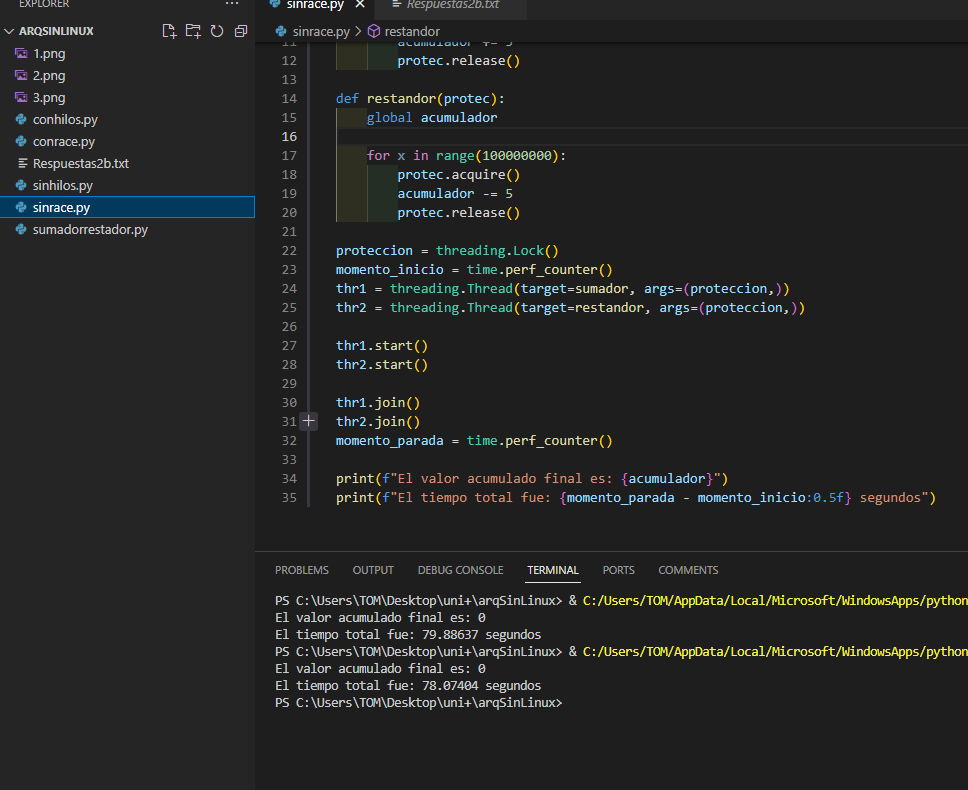 EXPLORER
ARQSINLINUX
1.png
2.png
3.png
conhilos.py
conrace.py
Respuestas2b.txt
sinhilos.py
sinrace.py
sumadorrestador.py
sinrace.py Respuestas2b.txt
sinrace.py > restandor
11 acumulador += 5
12 protec.release()
13
14 def restandor(protec):
15 global acumulador
16
17 for x in range(100000000):
18 protec.acquire()
19 acumulador -= 5
20 protec.release()
21
22 proteccion = threading.Lock()
23 momento_inicio = time.perf_counter()
24 thr1 = threading.Thread(target=sumador, args=(proteccion,))
25 thr2 = threading.Thread(target=restandor, args=(proteccion,))
26
27 thr1.start()
28 thr2.start()
29
30 thr1.join()
31 thr2.join()
32 momento_parada = time.perf_counter()
33
34 print(f"El valor acumulado final es: {acumulador}")
35 print(f"El tiempo total fue: {momento_parada - momento_inicio:0.5f} segundos")
PROBLEMS OUTPUT DEBUG CONSOLE TERMINAL PORTS COMMENTS
PS C:\Users\TOM\Desktop\uni+\arqSinLinux> & C:/Users/TOM/AppData/Local/Microsoft/WindowsApps/python
El valor acumulado final es: 0
El tiempo total fue: 79.88637 segundos
PS C:\Users\TOM\Desktop\uni+\arqSinLinux> & C:/Users/TOM/AppData/Local/Microsoft/WindowsApps/python
El valor acumulado final es: 0
El tiempo total fue: 78.07404 segundos
PS C:\Users\TOM\Desktop\uni+\arqSinLinux>